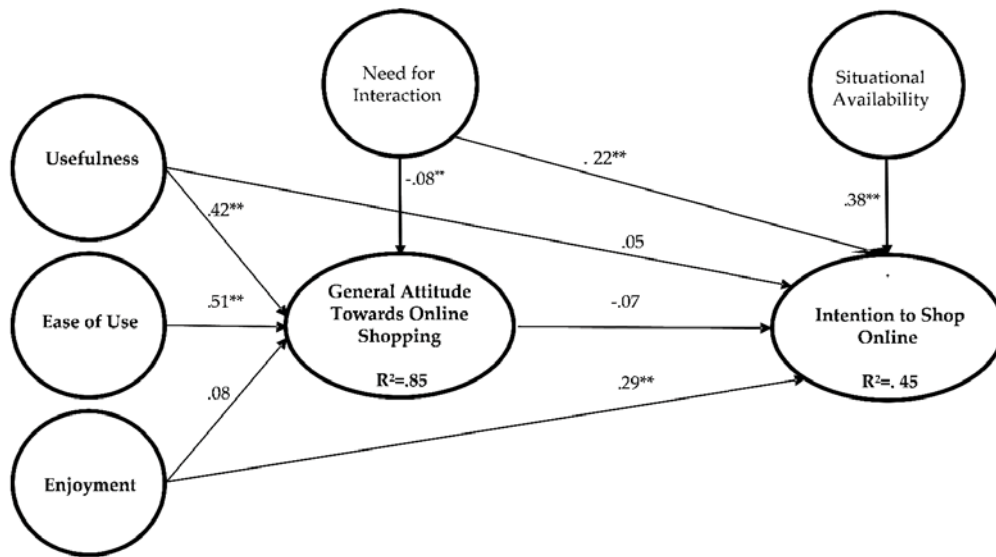 Need for
Interaction
Situational
Availability
Usefulness
-.08**
. 22**
.38**
.42**
.05
General Attitude
Towards Online
Shopping
R²=.85
Ease of Use
.51**
-.07
Intention to Shop
Online
R²=. 45
.08
.29**
Enjoyment